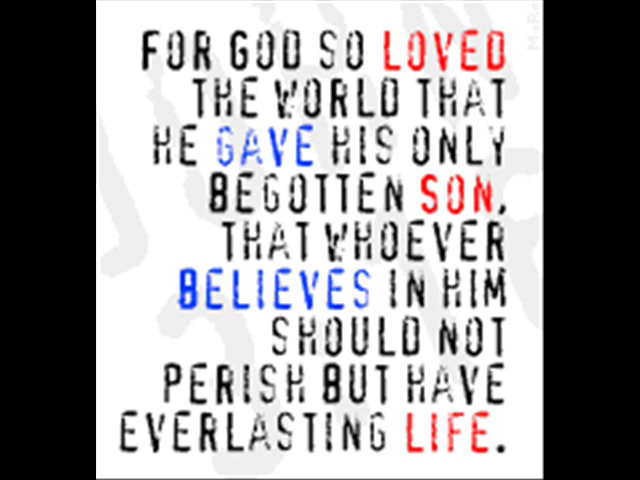 FOR GOD SO LOVED
THE WORLD THAT
HE GAVE HIS ONLY
BEGOTTEN SON,
THAT WHOEVER
BELIEVES IN HIM
SHOULD NOT
PERISH BUT HAVE
EVERLASTING LIFE.